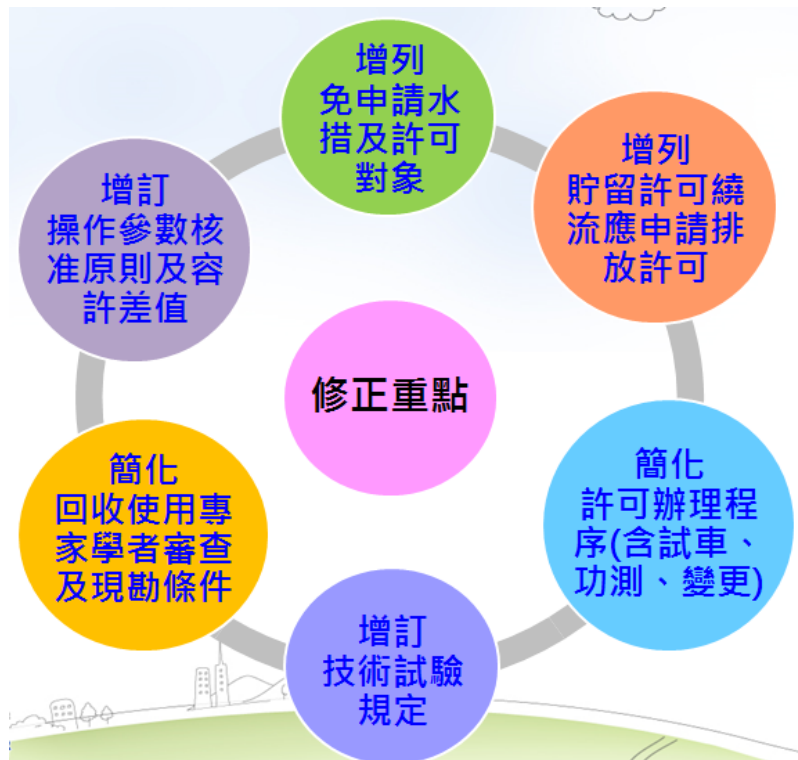 增列
免申請水
措及許可
對象
增列
貯留許可繞
流應申請排
放許可
簡化
許可辦理程
序(含試車、
功測、變更)
增訂
技術試驗
規定
簡化
回收使用專
家學者審查
及現勘條件
增訂
操作參數核
准原則及容
許差值
修正重點